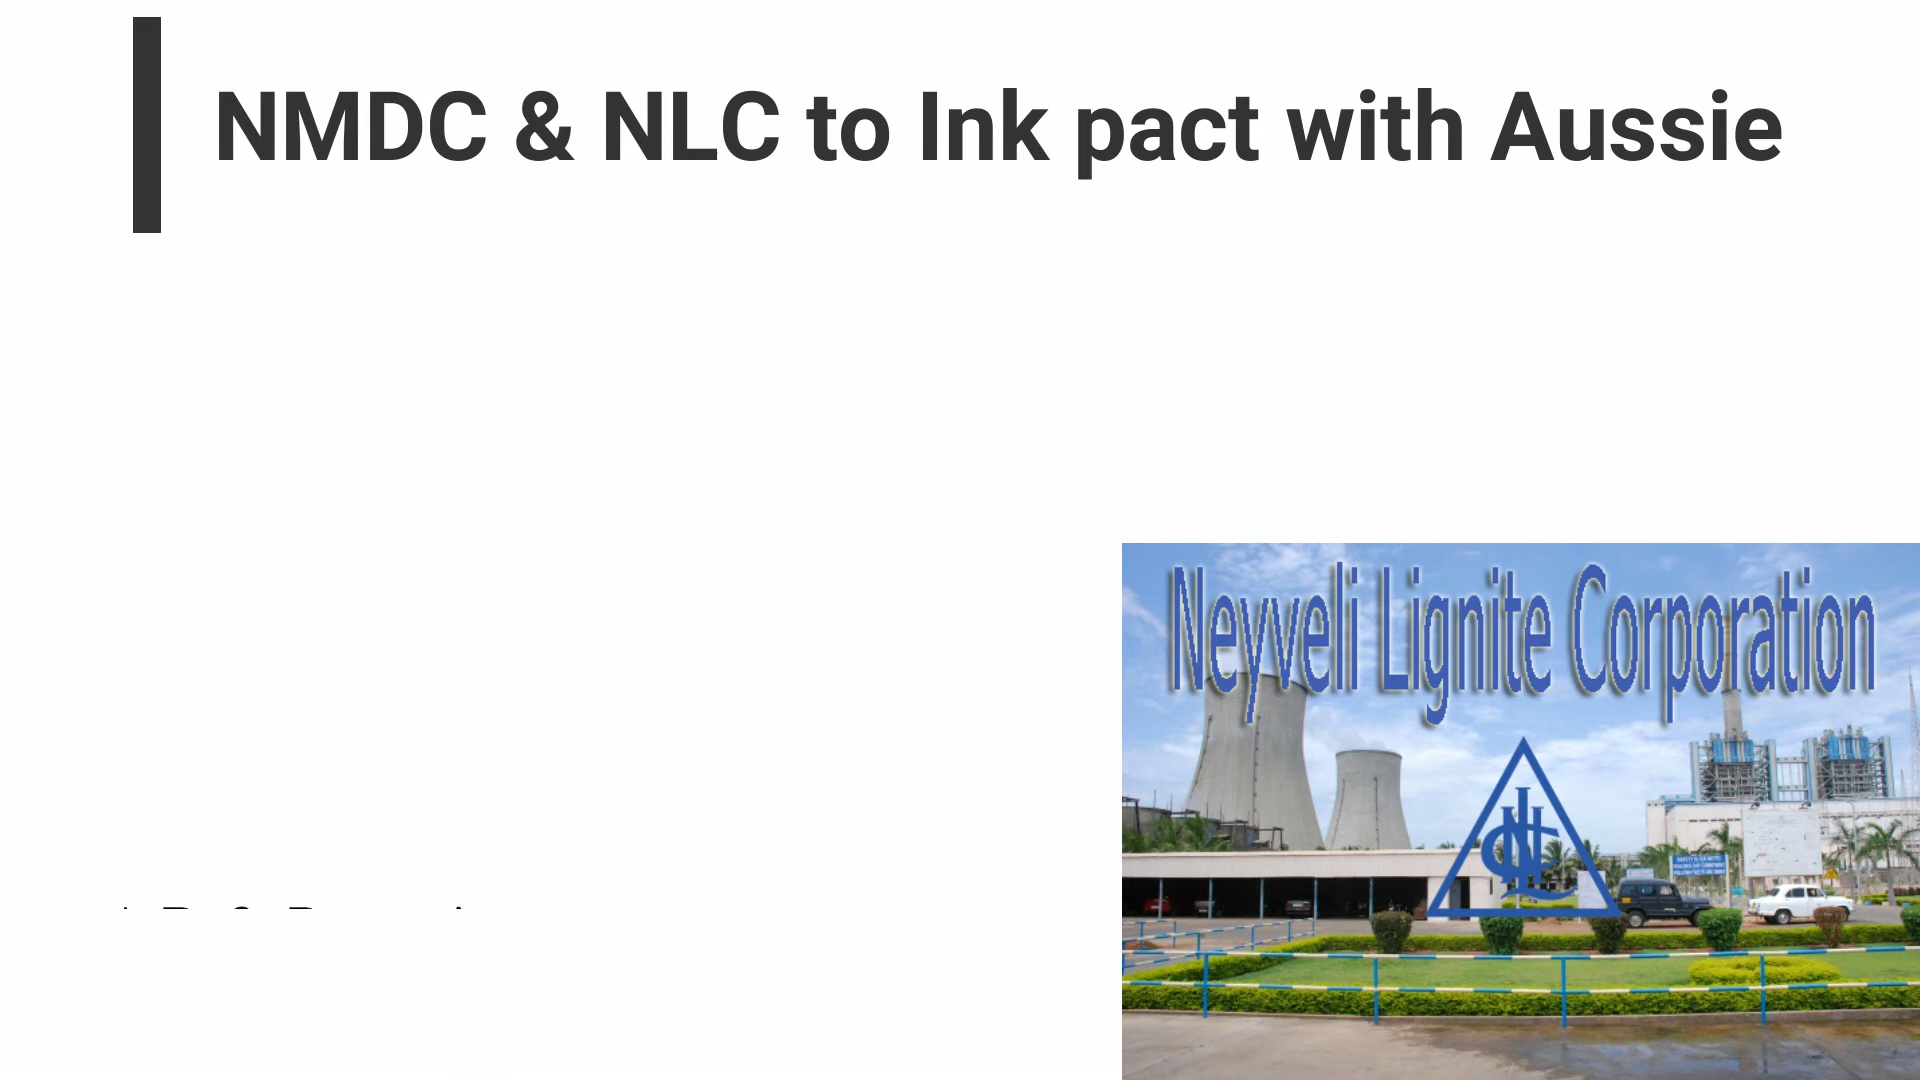 NMDC & NLC to Ink pact with Aussie
Neyveli Lignite Corporation